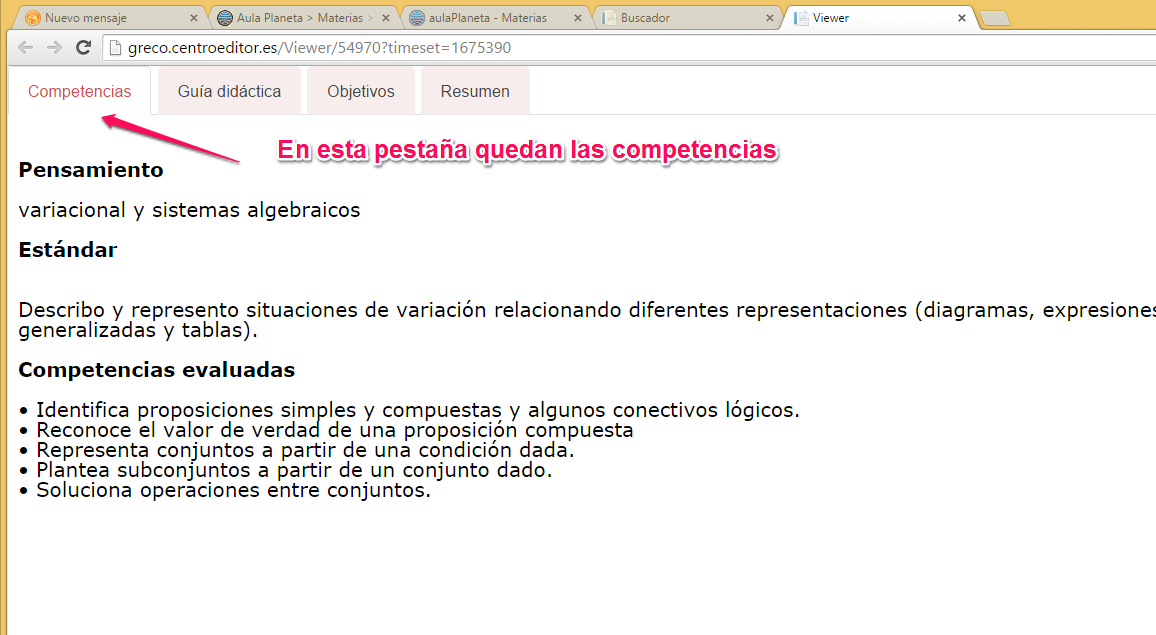 Nuevo mensaje
Aula Planeta > Materias >
aulaPlaneta - Materias
Buscador
Viewer
greco.centroeditor.es/Viewer/54970?timeset=1675390
Competencias
Guía didáctica
Objetivos
Resumen
En esta pestaña quedan las competencias
Pensamiento
variacional y sistemas algebraicos
Estándar
Describo y represento situaciones de variación relacionando diferentes representaciones (diagramas, expresiones
generalizadas y tablas).
Competencias evaluadas
• Identifica proposiciones simples y compuestas y algunos conectivos lógicos.
• Reconoce el valor de verdad de una proposición compuesta
• Representa conjuntos a partir de una condición dada.
• Plantea subconjuntos a partir de un conjunto dado.
• Soluciona operaciones entre conjuntos.